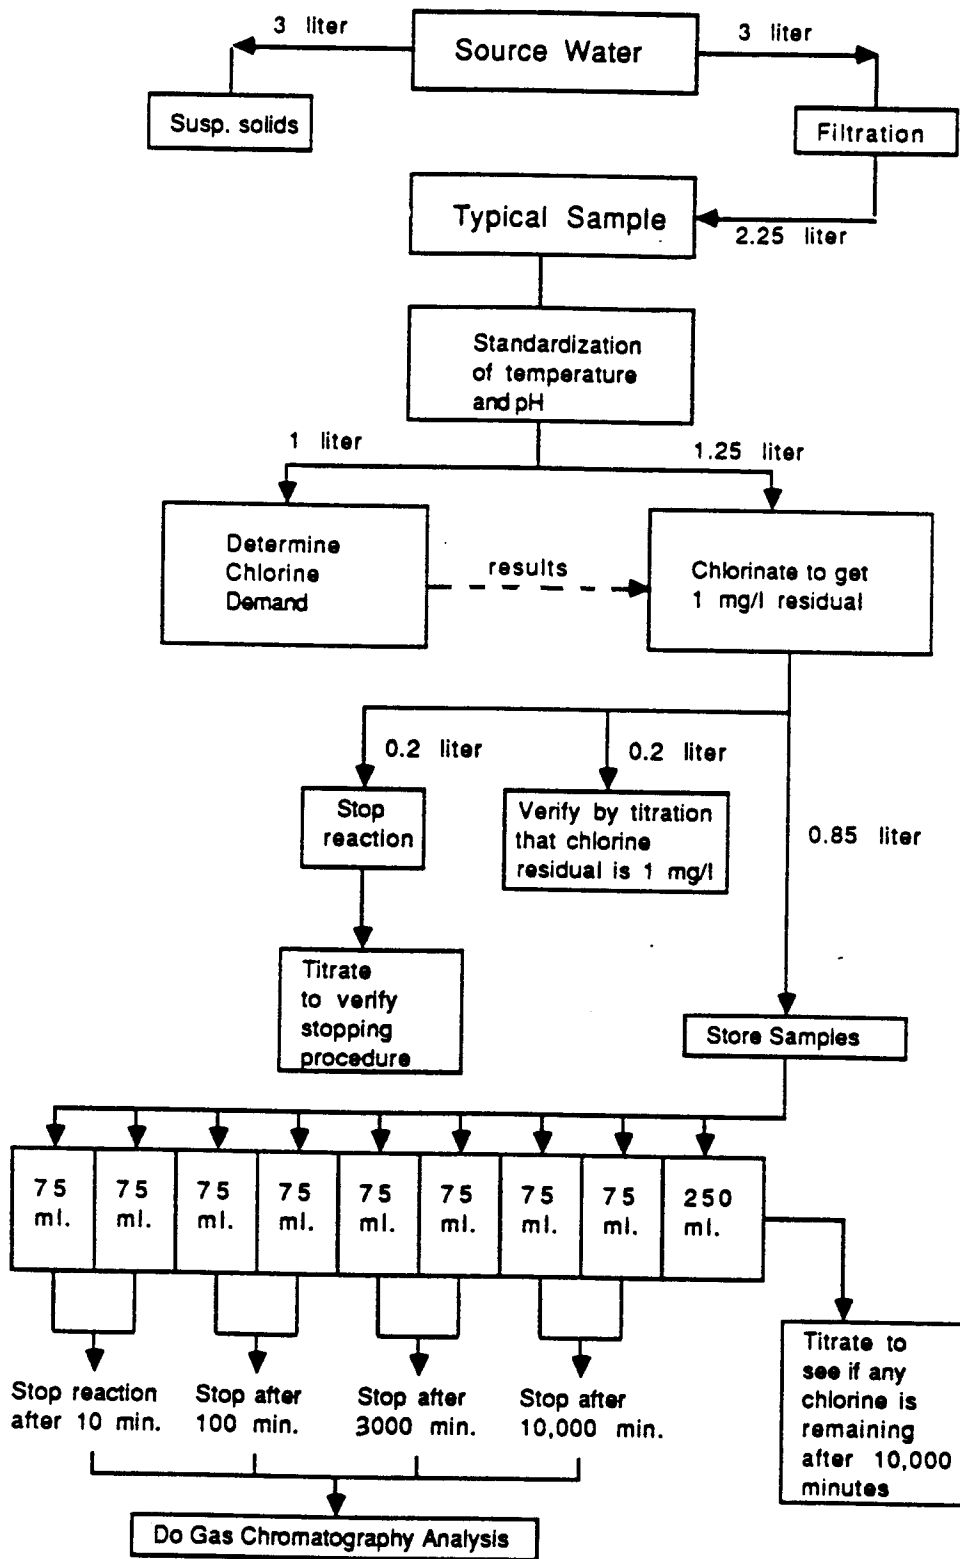 3 liter
Source Water
3 liter
Susp. solids
Filtration
Typical Sample
2.25 liter
Standardization
of temperature
and pH
1 liter
1.25 liter
Determine
Chlorine
Demand
results
Chlorinate to get
1 mg/l residual
0.2 liter
0.2 liter
0.85 liter
Stop
reaction
Verify by titration
that chlorine
residual is 1 mg/l
Titrate
to verify
stopping
procedure
Store Samples
75
ml.
75
ml.
75
ml.
75
ml.
75
ml.
75
ml.
75
ml.
75
ml.
250
ml.
Stop reaction
after 10 min.
Stop after
100 min.
Stop after
3000 min.
Stop after
10,000 min.
Titrate to
see if any
chlorine is
remaining
after 10,000
minutes
Do Gas Chromatography Analysis